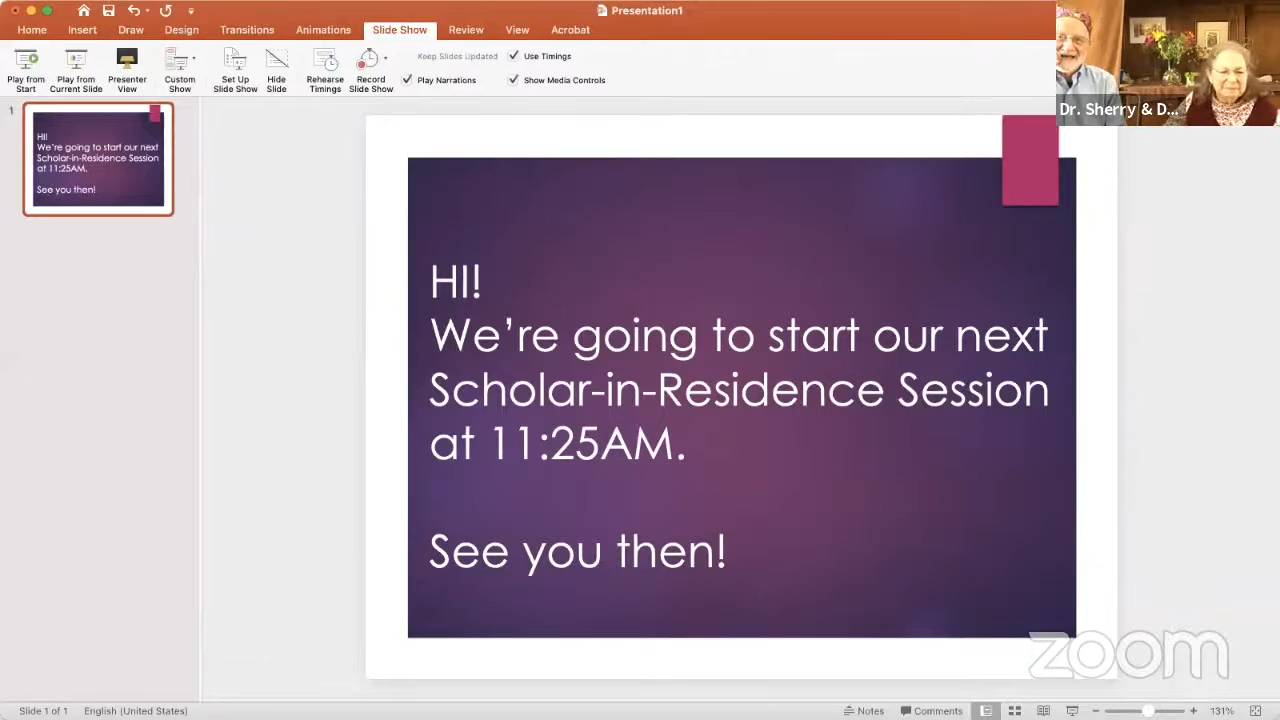 Presentation1
Home Insert Draw Design Transitions Animations Slide Show Review View Acrobat
Play from Start
Play from Current Slide
Presenter View
Custom Show
Set Up Slide Show
Hide Slide
Rehearse Timings
Record Slide Show
Keep Slides Updated
Use Timings
Play Narrations
Show Media Controls
Dr. Sherry & D...
1
HI!
We're going to start our next
Scholar-in-Residence Session
at 11:25AM.
See you then!
HI!
We're going to start our next
Scholar-in-Residence Session
at 11:25AM.
See you then!
zoom
Slide 1 of 1 English (United States) Notes Comments 131%